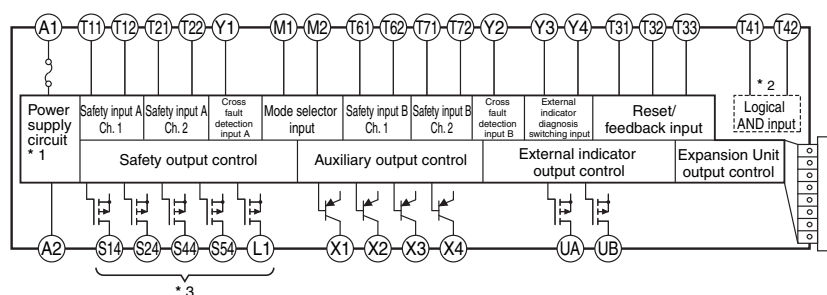 A1 T11 T12 T21 T22 Y1 M1 M2 T61 T62 T71 T72 Y2 Y3 Y4 T31 T32 T33 T41 T42
* 2
Power
supply
circuit
* 1
Safety input A
Ch. 1
Safety input A
Ch. 2
Cross
fault
detection
input A
Mode selector
input
Safety input B
Ch. 1
Safety input B
Ch. 2
Cross
fault
detection
input B
External
indicator
diagnosis
switching input
Reset/
feedback input
Logical
AND input
Safety output control
Auxiliary output control
External indicator
output control
Expansion Unit
output control
A2 S14 S24 S44 S54 L1 X1 X2 X3 X4 UA UB
* 3